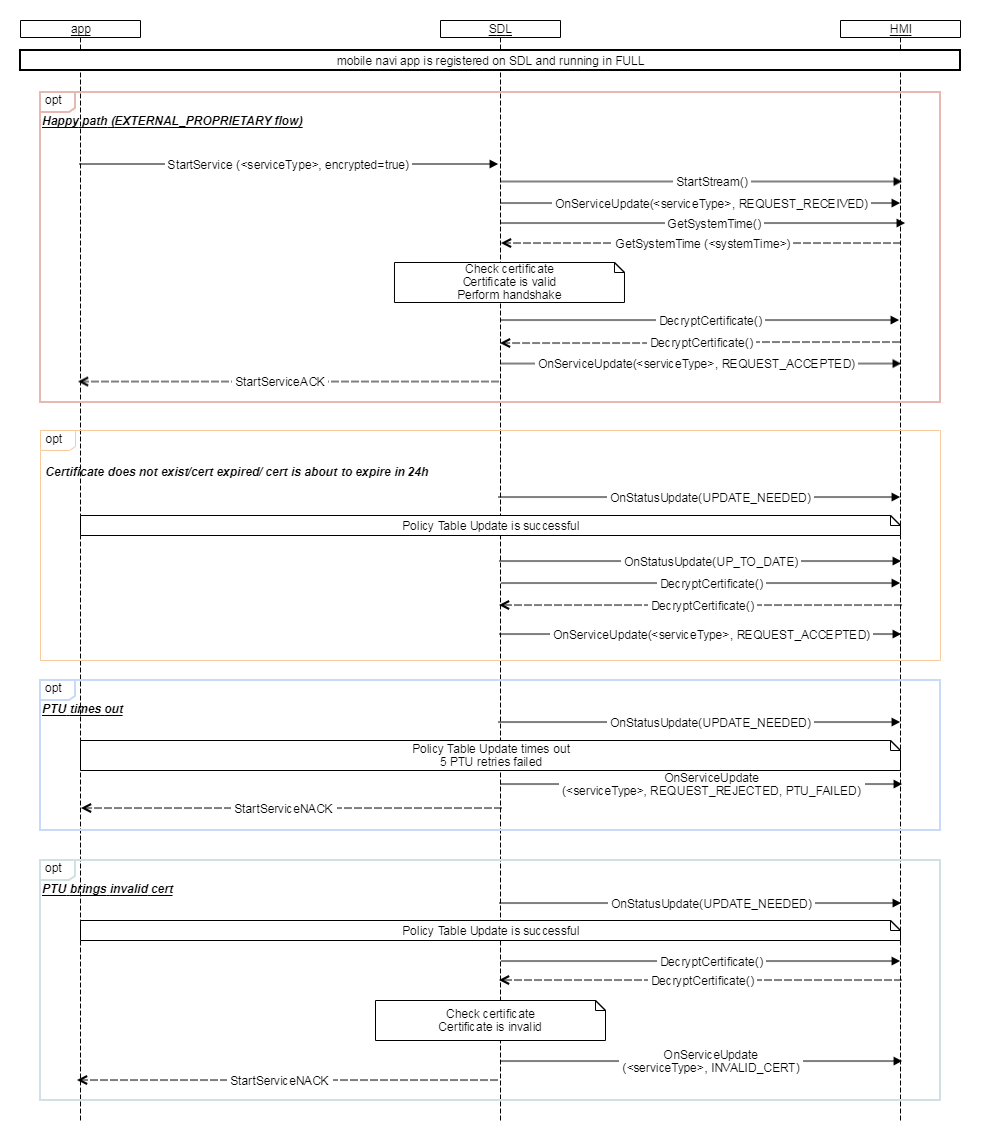 app
SDL
HMI
mobile navi app is registered on SDL and running in FULL
opt
Happy path (EXTERNAL_PROPRIETARY flow)
StartService (<serviceType>, encrypted=true)
StartStream()
OnServiceUpdate(<serviceType>, REQUEST_RECEIVED)
GetSystemTime()
GetSystemTime (<systemTime>)
Check certificate
Certificate is valid
Perform handshake
DecryptCertificate()
DecryptCertificate()
OnServiceUpdate(<serviceType>, REQUEST_ACCEPTED)
StartServiceACK
opt
Certificate does not exist/cert expired/ cert is about to expire in 24h
OnStatusUpdate(UPDATE_NEEDED)
Policy Table Update is successful
OnStatusUpdate(UP_TO_DATE)
DecryptCertificate()
DecryptCertificate()
OnServiceUpdate(<serviceType>, REQUEST_ACCEPTED)
opt
PTU times out
OnStatusUpdate(UPDATE_NEEDED)
Policy Table Update times out
5 PTU retries failed
OnServiceUpdate
(<serviceType>, REQUEST_REJECTED, PTU_FAILED)
StartServiceNACK
opt
PTU brings invalid cert
OnStatusUpdate(UPDATE_NEEDED)
Policy Table Update is successful
DecryptCertificate()
DecryptCertificate()
Check certificate
Certificate is invalid
OnServiceUpdate
(<serviceType>, INVALID_CERT)
StartServiceNACK